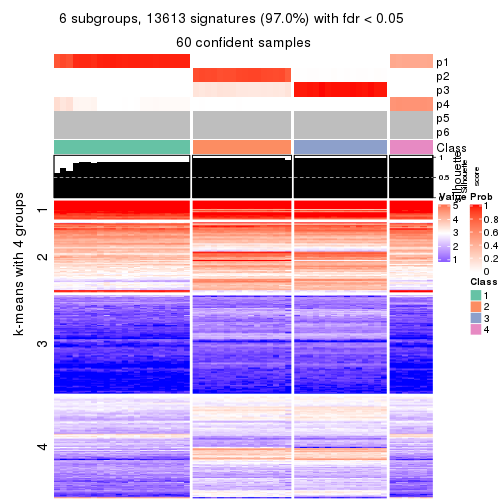 6 subgroups, 13613 signatures (97.0%) with fdr < 0.05
60 confident samples
p1
p2
p3
p4
p5
p6
Class
1
0.5
0
Silhouette
Silhouette
score
k-means with 4 groups
1
2
3
4
Value
5
4
3
2
1
Prob
1
0.8
0.6
0.4
0.2
0
Class
1
2
3
4